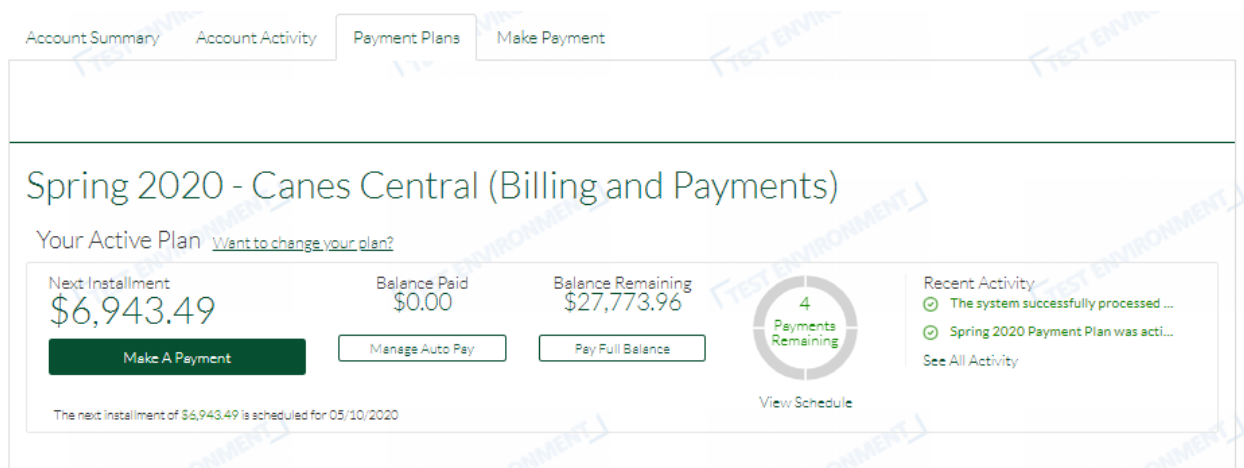 Account Summary Account Activity Payment Plans Make Payment
Spring 2020 - Canes Central (Billing and Payments)
Your Active Plan Want to change your plan?
Next Installment
$6,943.49
Make A Payment
The next installment of $6,943.49 is scheduled for 05/10/2020
Balance Paid
$0.00
Manage Auto Pay
Balance Remaining
$27,773.96
Pay Full Balance
4
Payments
Remaining
View Schedule
Recent Activity
The system successfully processed ...
Spring 2020 Payment Plan was acti...
See All Activity
TEST ENVIRONMENT